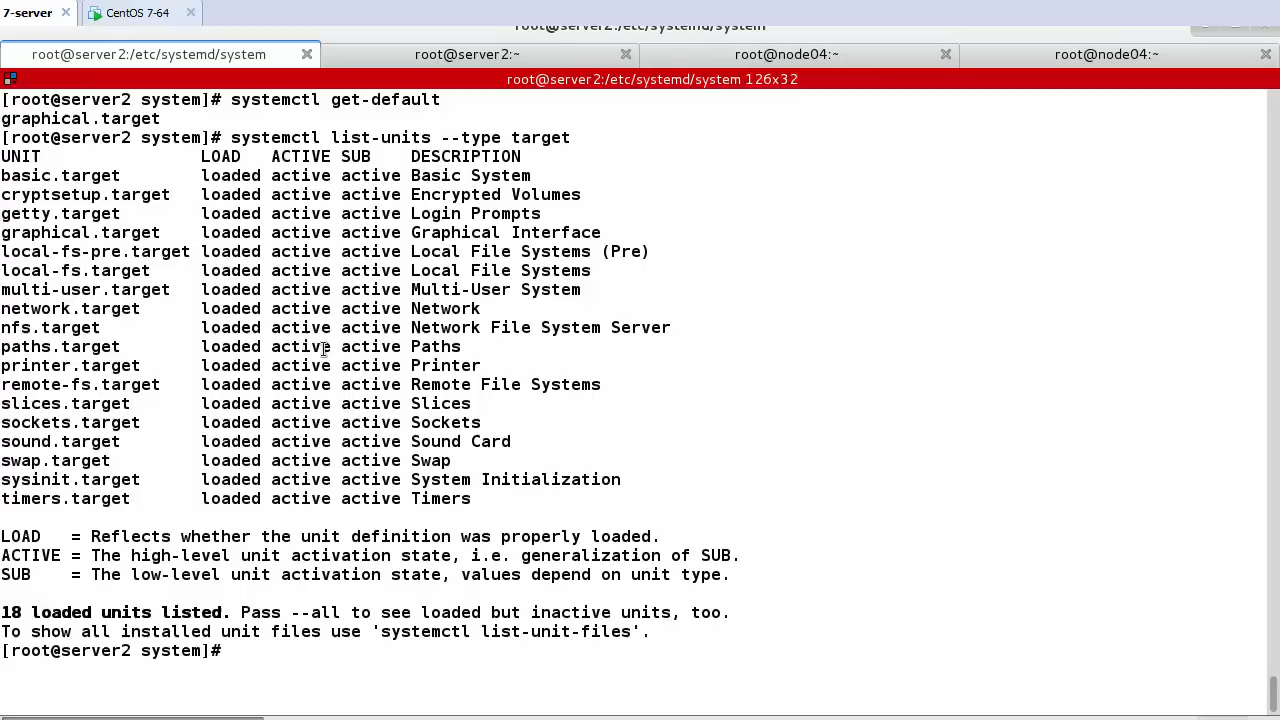 7-server CentOS 7-64
root@server2:/etc/systemd/system
root@server2:/etc/systemd/system root@server2:~ root@node04:~ root@node04:~
root@server2:/etc/systemd/system 126x32
[root@server2 system]# systemctl get-default
graphical.target
[root@server2 system]# systemctl list-units --type target
UNIT                LOAD   ACTIVE SUB    DESCRIPTION
basic.target        loaded active active Basic System
cryptsetup.target   loaded active active Encrypted Volumes
getty.target        loaded active active Login Prompts
graphical.target    loaded active active Graphical Interface
local-fs-pre.target loaded active active Local File Systems (Pre)
local-fs.target     loaded active active Local File Systems
multi-user.target   loaded active active Multi-User System
network.target      loaded active active Network
nfs.target          loaded active active Network File System Server
paths.target        loaded active active Paths
printer.target      loaded active active Printer
remote-fs.target    loaded active active Remote File Systems
slices.target       loaded active active Slices
sockets.target      loaded active active Sockets
sound.target        loaded active active Sound Card
swap.target         loaded active active Swap
sysinit.target      loaded active active System Initialization
timers.target       loaded active active Timers
LOAD   = Reflects whether the unit definition was properly loaded.
ACTIVE = The high-level unit activation state, i.e. generalization of SUB.
SUB    = The low-level unit activation state, values depend on unit type.
18 loaded units listed. Pass --all to see loaded but inactive units, too.
To show all installed unit files use 'systemctl list-unit-files'.
[root@server2 system]#